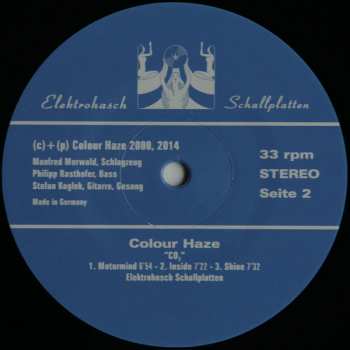 Elektrohasch Schallplatten
(c)+(p) Colour Haze 2000, 2014
Manfred Merwald, Schlagzeug
Philipp Rasthofer, Bass
Stefan Koglek, Gitarre, Gesang
Made in Germany
33 rpm
STEREO
Seite 2
Colour Haze
"CO₂"
1. Motormind 6'54 - 2. Inside 7'22 - 3. Shine 7'32
Elektrohasch Schallplatten